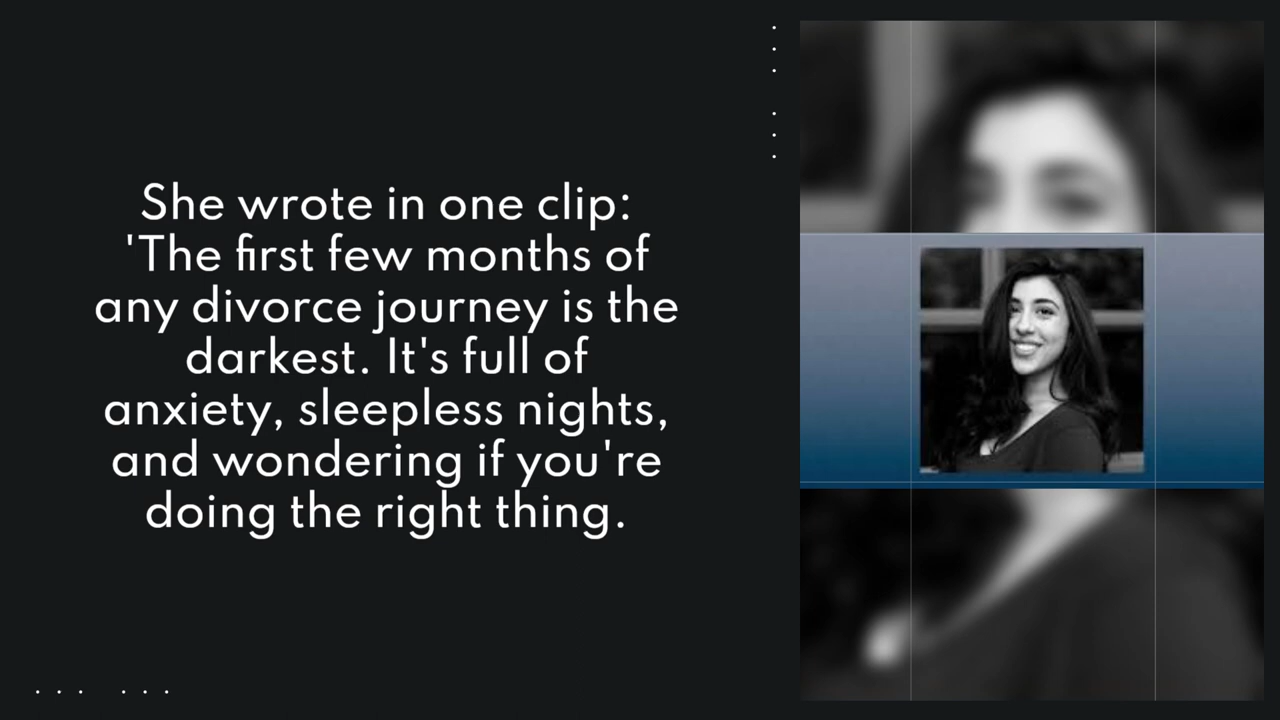 She wrote in one clip:
'The first few months of
any divorce journey is the
darkest. It's full of
anxiety, sleepless nights,
and wondering if you're
doing the right thing.